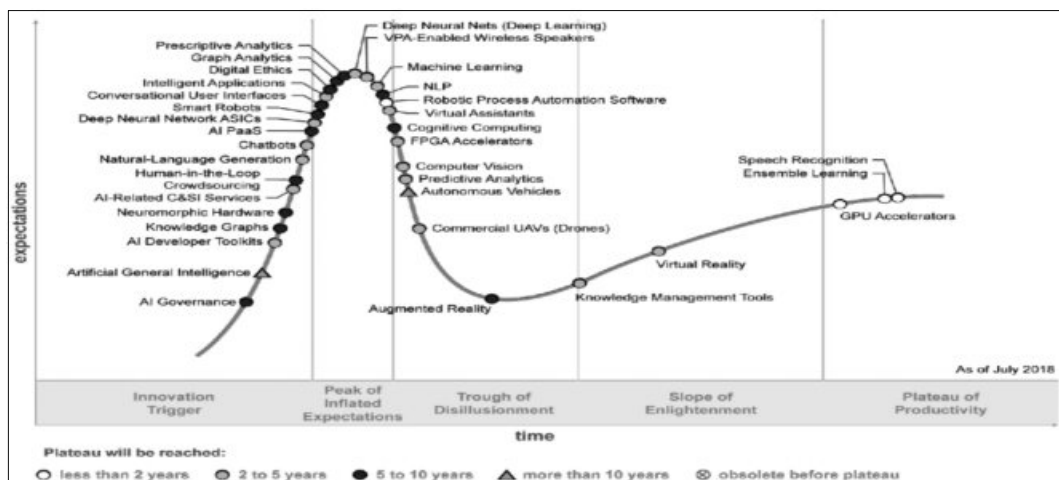 Deep Neural Nets (Deep Learning)
VPA-Enabled Wireless Speakers
Prescriptive Analytics
Graph Analytics
Digital Ethics
Intelligent Applications
Conversational User Interfaces
Smart Robots
Deep Neural Network ASICs
AI PaaS
Chatbots
Natural-Language Generation
Human-in-the-Loop
Crowdsourcing
AI-Related C&SI Services
Neuromorphic Hardware
Knowledge Graphs
AI Developer Toolkits
Artificial General Intelligence
AI Governance
Machine Learning
NLP
Robotic Process Automation Software
Virtual Assistants
Cognitive Computing
FPGA Accelerators
Computer Vision
Predictive Analytics
Autonomous Vehicles
Commercial UAVs (Drones)
Augmented Reality
Knowledge Management Tools
Virtual Reality
Speech Recognition
Ensemble Learning
GPU Accelerators
expectations
As of July 2018
Innovation
Trigger
Peak of
Inflated
Expectations
Trough of
Disillusionment
Slope of
Enlightenment
Plateau of
Productivity
time
Plateau will be reached:
less than 2 years
2 to 5 years
5 to 10 years
more than 10 years
obsolete before plateau